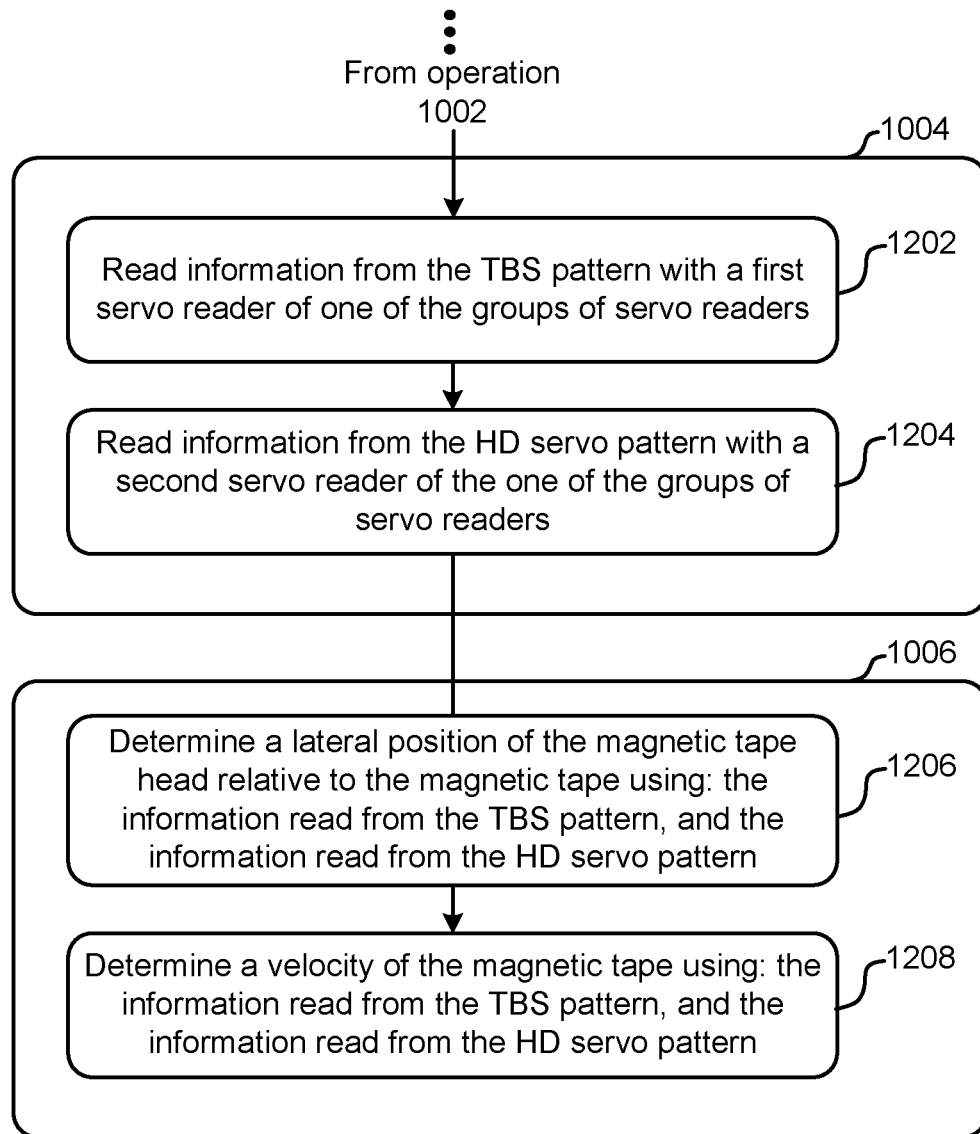 From operation
1002
1004
Read information from the TBS pattern with a first
servo reader of one of the groups of servo readers
1202
Read information from the HD servo pattern with a
second servo reader of the one of the groups of
servo readers
1204
1006
Determine a lateral position of the magnetic tape
head relative to the magnetic tape using: the
information read from the TBS pattern, and the
information read from the HD servo pattern
1206
Determine a velocity of the magnetic tape using: the
information read from the TBS pattern, and the
information read from the HD servo pattern
1208